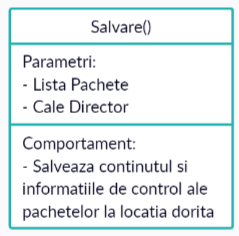 Salvare()
Parametri:
- Lista Pachete
- Cale Director
Comportament:
- Salveaza continutul si
informatiile de control ale
pachetelor la locatia dorita